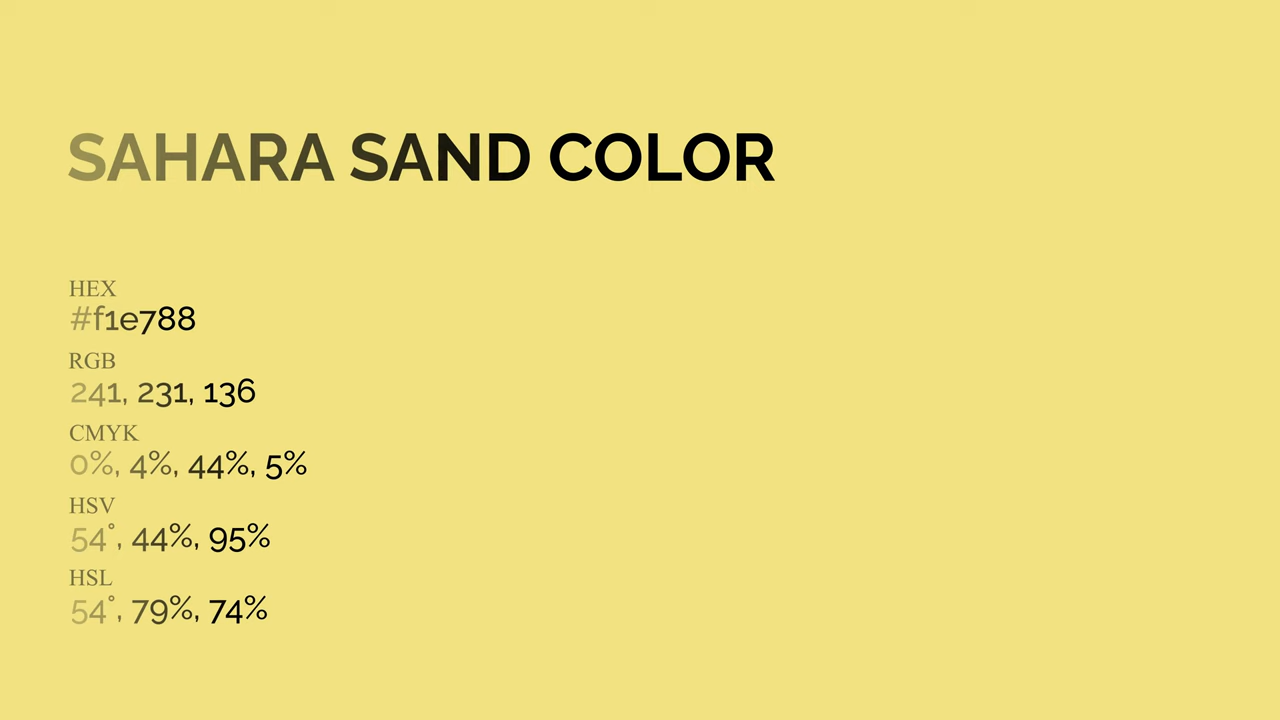 SAHARA SAND COLOR
HEX
#f1e788
RGB
241, 231, 136
CMYK
0%, 4%, 44%, 5%
HSV
54°, 44%, 95%
HSL
54°, 79%, 74%